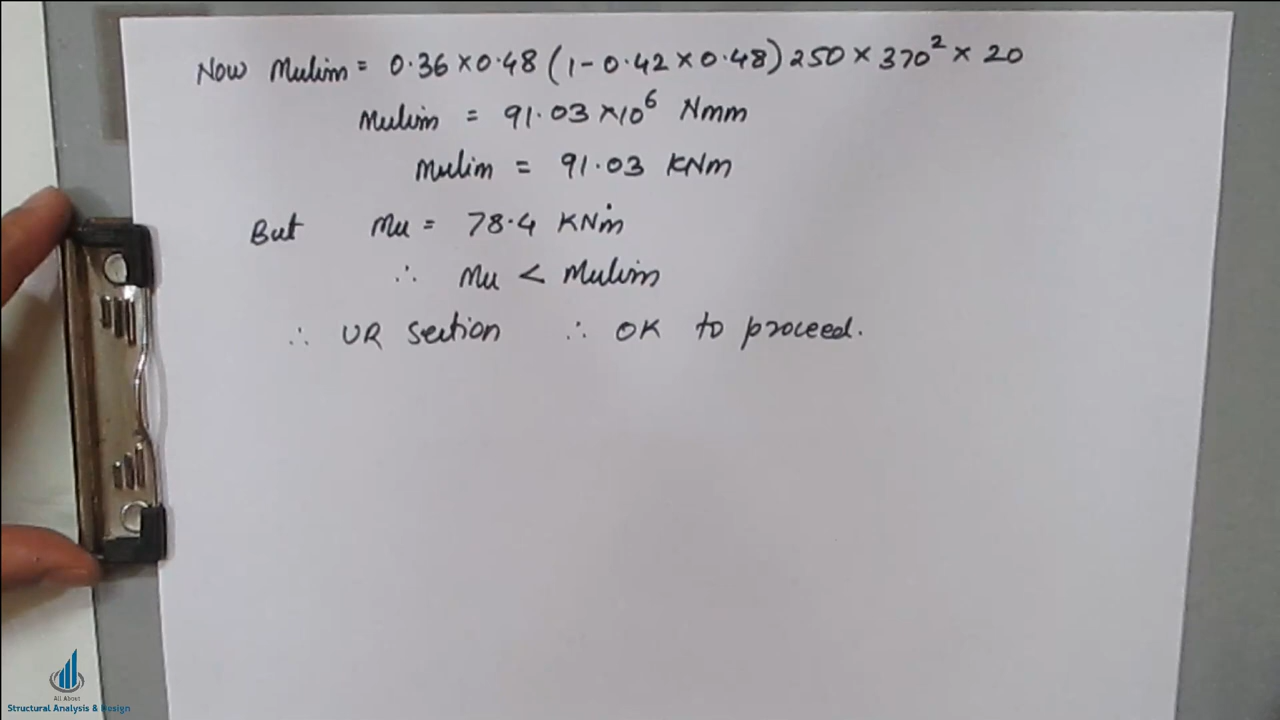 Now Mulim = 0.36 × 0.48 (1 - 0.42 × 0.48) 250 × 370² × 20
Mulim = 91.03 × 10⁶ Nmm
Mulim = 91.03 KNm
But Mu = 78.4 KNm
∴ Mu < Mulim
∴ UR section ∴ OK to proceed.
All About
Structural Analysis & Design